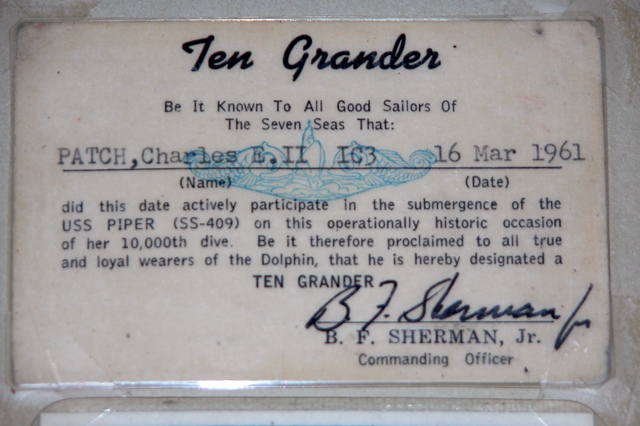 Ten Grander
Be It Known To All Good Sailors Of
The Seven Seas That:
PATCH, Charles E. II IC3 16 Mar 1961
(Name) (Date)
did this date actively participate in the submergence of the
USS PIPER (SS-409) on this operationally historic occasion
of her 10,000th dive. Be it therefore proclaimed to all true
and loyal wearers of the Dolphin, that he is hereby designated a
TEN GRANDER
B. F. Sherman Jr
B. F. SHERMAN, Jr.
Commanding Officer